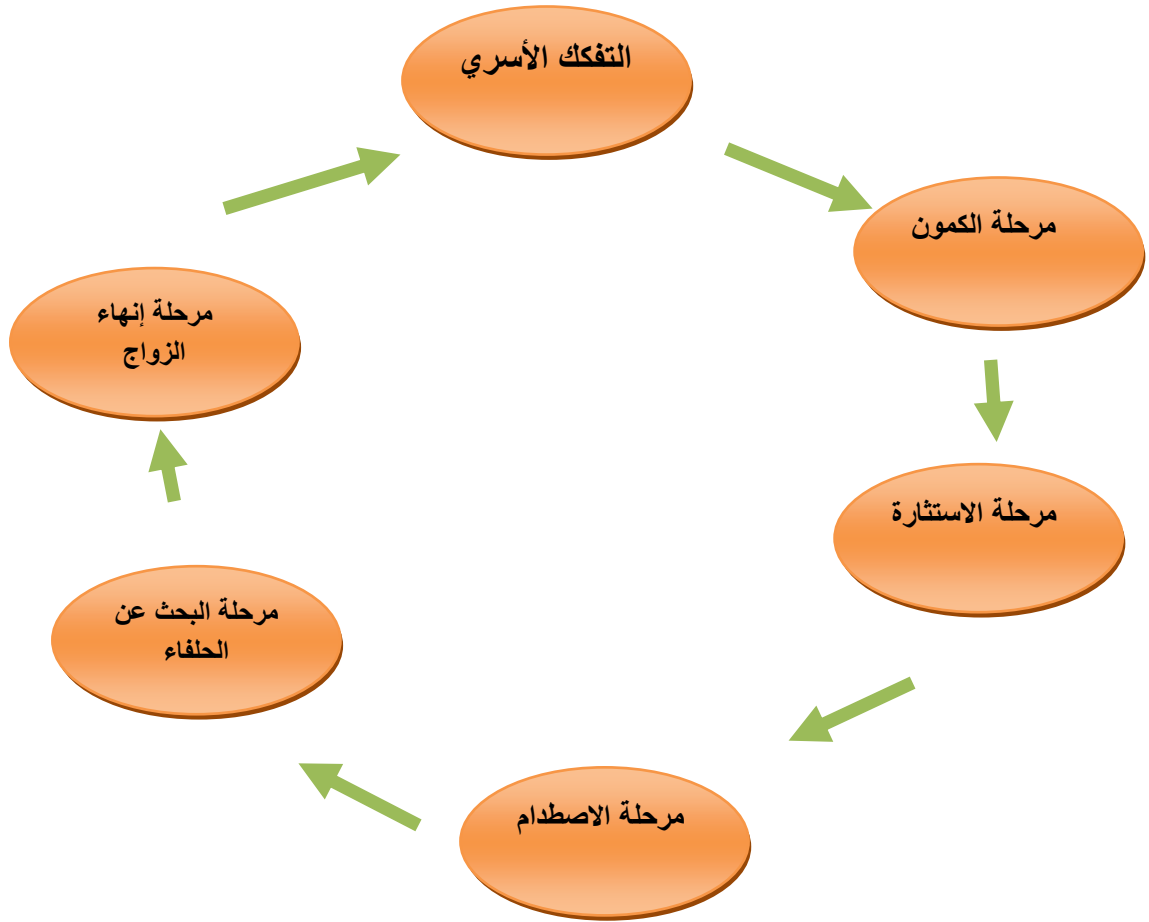 التفكك الأسري
مرحلة الكمون
مرحلة الاستثارة
مرحلة الاصطدام
مرحلة البحث عن
الحلفاء
مرحلة إنهاء
الزواج